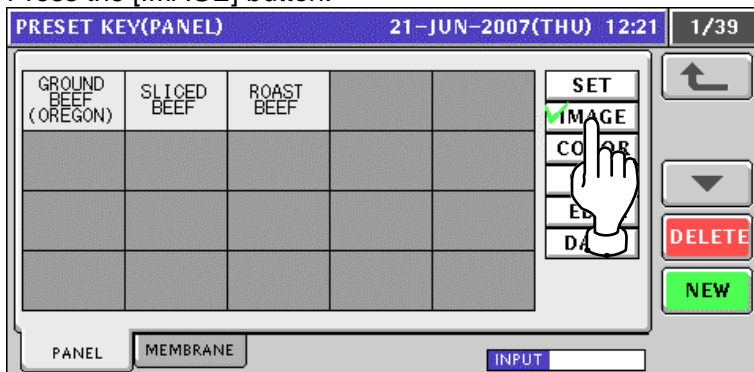 Press the [IMAGE] button.
PRESET KEY(PANEL) 21-JUN-2007(THU) 12:21 1/39
GROUND
BEEF
(OREGON)
SLICED
BEEF
ROAST
BEEF
SET
IMAGE
DELETE
NEW
PANEL
MEMBRANE
INPUT